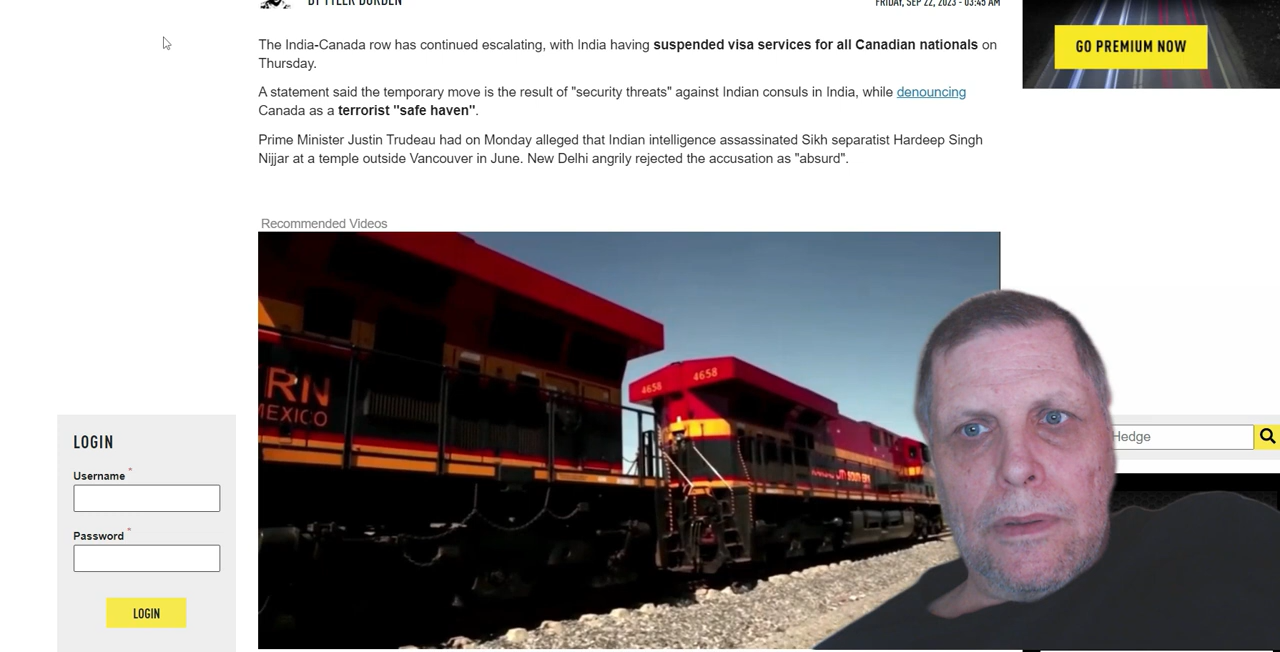 BY TYLER DURDEN
FRIDAY, SEP 22, 2023 - 03:45 AM
GO PREMIUM NOW
The India-Canada row has continued escalating, with India having suspended visa services for all Canadian nationals on
Thursday.
A statement said the temporary move is the result of "security threats" against Indian consuls in India, while denouncing
Canada as a terrorist "safe haven".
Prime Minister Justin Trudeau had on Monday alleged that Indian intelligence assassinated Sikh separatist Hardeep Singh
Nijjar at a temple outside Vancouver in June. New Delhi angrily rejected the accusation as "absurd".
Recommended Videos
4658
4658
RN
MEXICO
Hedge
LOGIN
Username *
Password *
LOGIN